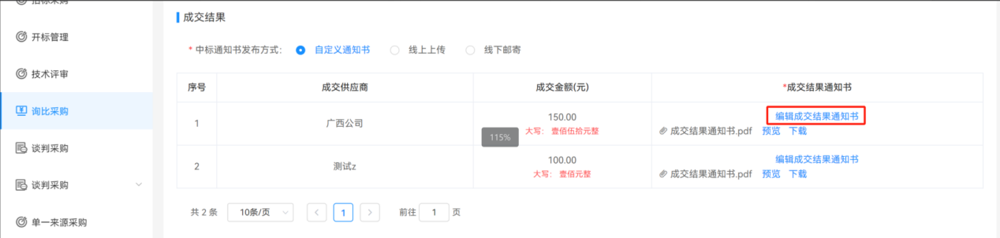 招标采购
开标管理
技术评审
询比采购
谈判采购
谈判采购
单一来源采购
成交结果
* 中标通知书发布方式: 自定义通知书 线上上传 线下邮寄
序号 成交供应商 成交金额(元) *成交结果通知书
1 广西公司 150.00 编辑成交结果通知书
大写: 壹佰伍拾元整 成交结果通知书.pdf 预览 下载
115%
2 测试z 100.00 编辑成交结果通知书
大写: 壹佰元整 成交结果通知书.pdf 预览 下载
共 2 条 10条/页 1 前往 1 页